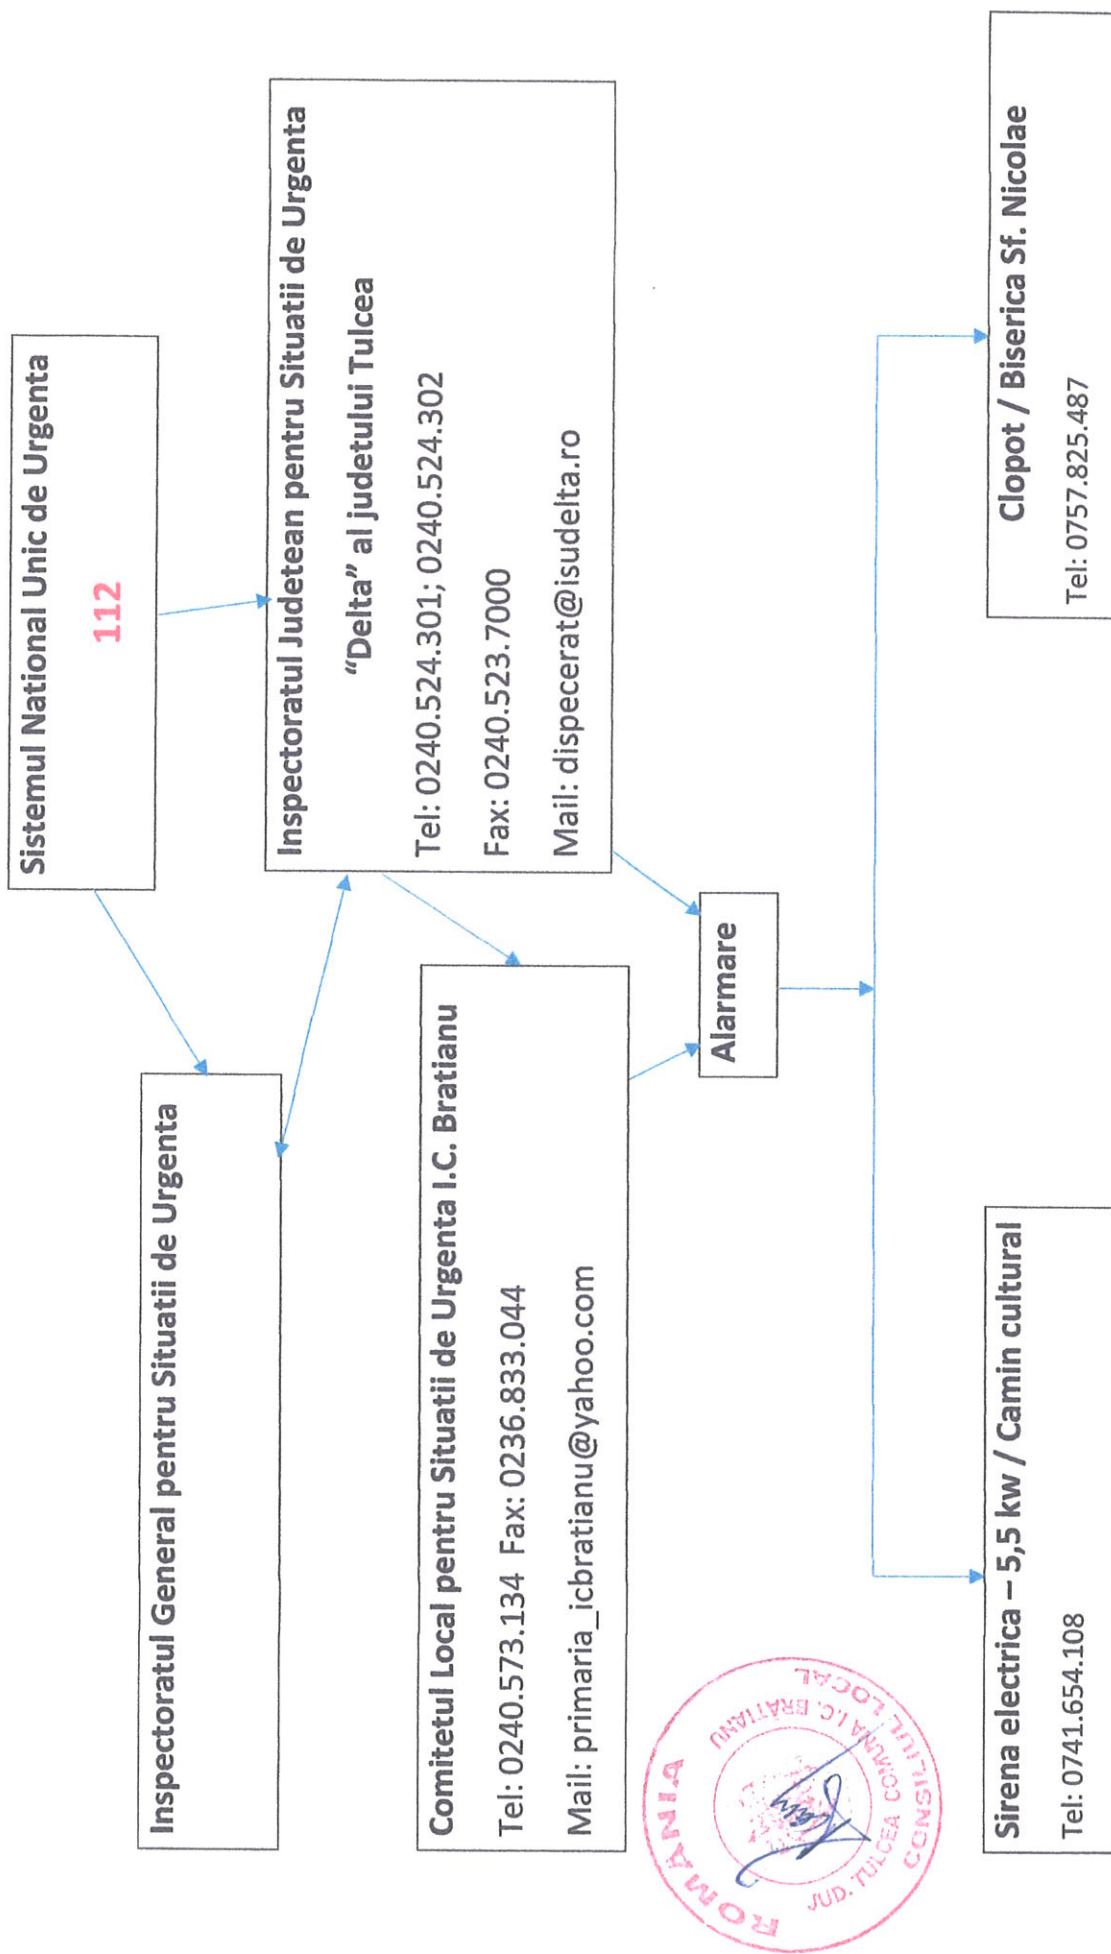 Sistemul National Unic de Urgenta
112
Inspectoratul General pentru Situatii de Urgenta
Inspectoratul Judetean pentru Situatii de Urgenta
“Delta” al judetului Tulcea
Tel: 0240.524.301; 0240.524.302
Fax: 0240.523.7000
Mail: dispecerat@isudelta.ro
Comitetul Local pentru Situatii de Urgenta I.C. Bratianu
Tel: 0240.573.134 Fax: 0236.833.044
Mail: primaria_icbratianu@yahoo.com
Alarmare
Sirena electrica – 5,5 kw / Camin cultural
Tel: 0741.654.108
Clopot / Biserica Sf. Nicolae
Tel: 0757.825.487
ROMÂNIA
JUD. TULCEA COMUNA I.C. BRĂTIANU
CONSILIUL LOCAL